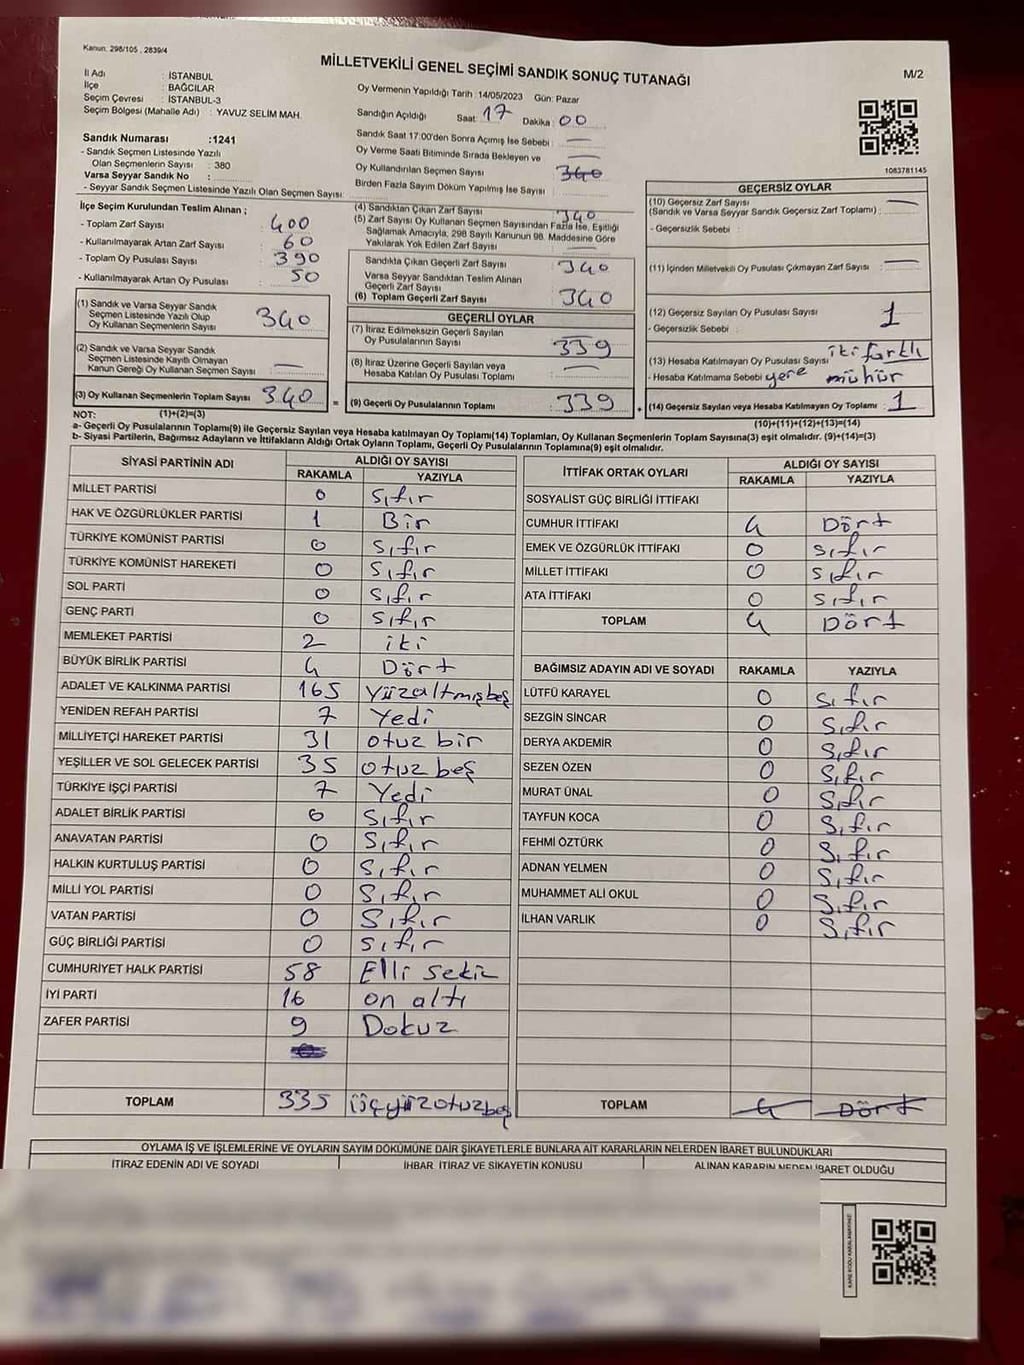 Kanun: 298/105 , 2839/4
MİLLETVEKİLİ GENEL SEÇİMİ SANDIK SONUÇ TUTANAĞI
M/2
İl Adı : İSTANBUL
İlçe : BAĞCILAR
Seçim Çevresi : İSTANBUL-3
Seçim Bölgesi (Mahalle Adı) : YAVUZ SELİM MAH.
Oy Vermenin Yapıldığı Tarih :14/05/2023 Gün: Pazar
Sandığın Açıldığı Saat: 17 Dakika: 00
Sandık Saat 17:00'den Sonra Açımış İse Sebebi : —
Oy Verme Saati Bitiminde Sırada Bekleyen ve —
Oy Kullandırılan Seçmen Sayısı 340
Birden Fazla Sayım Döküm Yapılmış İse Sayısı
1083781145
Sandık Numarası :1241
- Sandık Seçmen Listesinde Yazılı
Olan Seçmenlerin Sayısı : 380
Varsa Seyyar Sandık No :
- Seyyar Sandık Seçmen Listesinde Yazılı Olan Seçmen Sayısı:
İlçe Seçim Kurulundan Teslim Alınan ;
- Toplam Zarf Sayısı : 400
- Kullanılmayarak Artan Zarf Sayısı : 60
- Toplam Oy Pusulası Sayısı : 390
- Kullanılmayarak Artan Oy Pusulası : 50
(1) Sandık ve Varsa Seyyar Sandık
Seçmen Listesinde Yazılı Olup
Oy Kullanan Seçmenlerin Sayısı 340
(2) Sandık ve Varsa Seyyar Sandık
Seçmen Listesinde Kayıtlı Olmayan
Kanun Gereği Oy Kullanan Seçmen Sayısı —
(3) Oy Kullanan Seçmenlerin Toplam Sayısı 340
(4) Sandıktan Çıkan Zarf Sayısı 340
(5) Zarf Sayısı Oy Kullanan Seçmen Sayısından Fazla İse, Eşitliği
Sağlamak Amacıyla, 298 Sayılı Kanunun 98. Maddesine Göre
Yakılarak Yok Edilen Zarf Sayısı —
Sandıkta Çıkan Geçerli Zarf Sayısı 340
Varsa Seyyar Sandıktan Teslim Alınan
Geçerli Zarf Sayısı
(6) Toplam Geçerli Zarf Sayısı 340
GEÇERLİ OYLAR
(7) İtiraz Edilmeksizin Geçerli Sayılan
Oy Pusulalarının Sayısı 339
(8) İtiraz Üzerine Geçerli Sayılan veya
Hesaba Katılan Oy Pusulası Toplamı —
= (9) Geçerli Oy Pusulalarının Toplamı 339 +
GEÇERSİZ OYLAR
(10) Geçersiz Zarf Sayısı : —
(Sandık ve Varsa Seyyar Sandık Geçersiz Zarf Toplamı)
- Geçersizlik Sebebi :
(11) İçinden Milletvekili Oy Pusulası Çıkmayan Zarf Sayısı : —
(12) Geçersiz Sayılan Oy Pusulası Sayısı : 1
- Geçersizlik Sebebi :
(13) Hesaba Katılmayan Oy Pusulası Sayısı : iki farklı
- Hesaba Katılmama Sebebi : yere mühür
(14) Geçersiz Sayılan veya Hesaba Katılmayan Oy Toplamı : 1
NOT: (1)+(2)=(3)
(10)+(11)+(12)+(13)=(14)
a- Geçerli Oy Pusulalarının Toplamı(9) ile Geçersiz Sayılan veya Hesaba katılmayan Oy Toplamı(14) Toplamları, Oy Kullanan Seçmenlerin Toplam Sayısına(3) eşit olmalıdır. (9)+(14)=(3)
b- Siyasi Partilerin, Bağımsız Adayların ve İttifakların Aldığı Ortak Oyların Toplamı, Geçerli Oy Pusulalarının Toplamına(9) eşit olmalıdır.
SİYASİ PARTİNİN ADI ALDIĞI OY SAYISI
RAKAMLA YAZIYLA
MİLLET PARTİSİ 0 Sıfır
HAK VE ÖZGÜRLÜKLER PARTİSİ 1 Bir
TÜRKİYE KOMÜNİST PARTİSİ 0 Sıfır
TÜRKİYE KOMÜNİST HAREKETİ 0 Sıfır
SOL PARTİ 0 Sıfır
GENÇ PARTİ 0 Sıfır
MEMLEKET PARTİSİ 2 iki
BÜYÜK BİRLİK PARTİSİ 4 Dört
ADALET VE KALKINMA PARTİSİ 165 Yüzaltmışbeş
YENİDEN REFAH PARTİSİ 7 Yedi
MİLLİYETÇİ HAREKET PARTİSİ 31 otuz bir
YEŞİLLER VE SOL GELECEK PARTİSİ 35 otuz beş
TÜRKİYE İŞÇİ PARTİSİ 7 Yedi
ADALET BİRLİK PARTİSİ 0 Sıfır
ANAVATAN PARTİSİ 0 Sıfır
HALKIN KURTULUŞ PARTİSİ 0 Sıfır
MİLLİ YOL PARTİSİ 0 Sıfır
VATAN PARTİSİ 0 Sıfır
GÜÇ BİRLİĞİ PARTİSİ 0 Sıfır
CUMHURİYET HALK PARTİSİ 58 Elli sekiz
İYİ PARTİ 16 on altı
ZAFER PARTİSİ 9 Dokuz
TOPLAM 335 üçyüzotuzbeş
İTTİFAK ORTAK OYLARI ALDIĞI OY SAYISI
RAKAMLA YAZIYLA
SOSYALİST GÜÇ BİRLİĞİ İTTİFAKI
CUMHUR İTTİFAKI 4 Dört
EMEK VE ÖZGÜRLÜK İTTİFAKI 0 sıfır
MİLLET İTTİFAKI 0 sıfır
ATA İTTİFAKI 0 sıfır
TOPLAM 4 Dört
BAĞIMSIZ ADAYIN ADI VE SOYADI RAKAMLA YAZIYLA
LÜTFÜ KARAYEL 0 Sıfır
SEZGİN SİNCAR 0 Sıfır
DERYA AKDEMİR 0 Sıfır
SEZEN ÖZEN 0 Sıfır
MURAT ÜNAL 0 Sıfır
TAYFUN KOCA 0 Sıfır
FEHMİ ÖZTÜRK 0 Sıfır
ADNAN YELMEN 0 Sıfır
MUHAMMET ALİ OKUL 0 Sıfır
İLHAN VARLIK 0 Sıfır
TOPLAM 4 Dört
OYLAMA İŞ VE İŞLEMLERİNE VE OYLARIN SAYIM DÖKÜMÜNE DAİR ŞİKAYETLERLE BUNLARA AİT KARARLARIN NELERDEN İBARET BULUNDUKLARI
İTİRAZ EDENİN ADI VE SOYADI İHBAR, İTİRAZ VE ŞİKAYETİN KONUSU ALINAN KARARIN NEDEN İBARET OLDUĞU
KARE KODU KARALAMAYINIZ